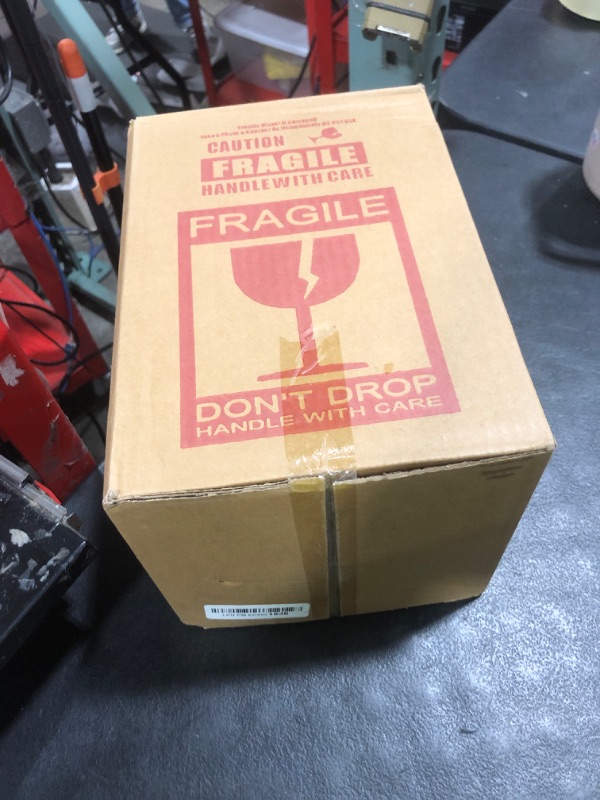 CAUTION
FRAGILE
HANDLE WITH CARE
FRAGILE
DON'T DROP
HANDLE WITH CARE